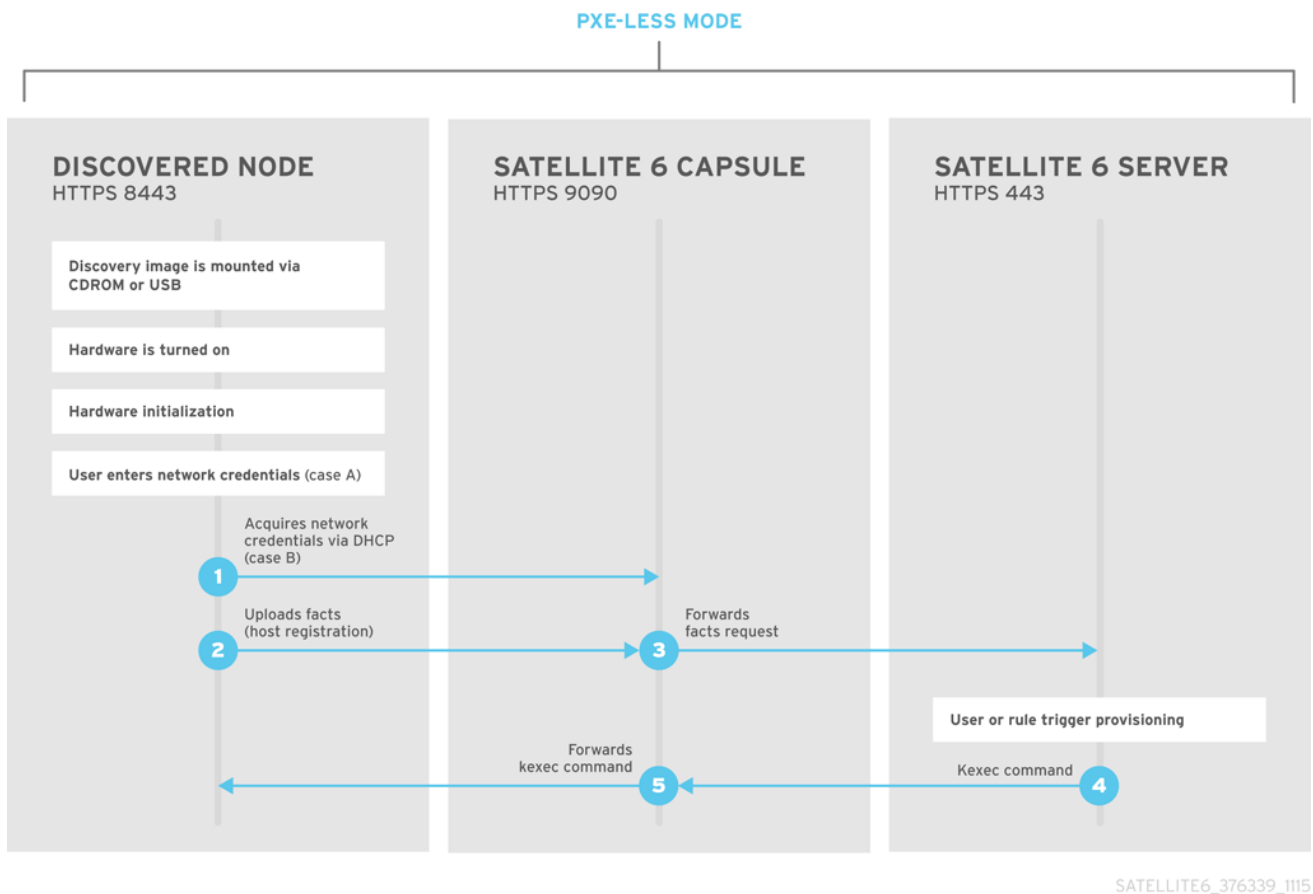 PXE-LESS MODE
DISCOVERED NODE
HTTPS 8443
Discovery image is mounted via
CDROM or USB
Hardware is turned on
Hardware initialization
User enters network credentials (case A)
Acquires network
credentials via DHCP
(case B)
1
Uploads facts
(host registration)
2
SATELLITE 6 CAPSULE
HTTPS 9090
Forwards
facts request
3
SATELLITE 6 SERVER
HTTPS 443
User or rule trigger provisioning
Kexec command
4
Forwards
kexec command
5
SATELLITE6_376339_1115